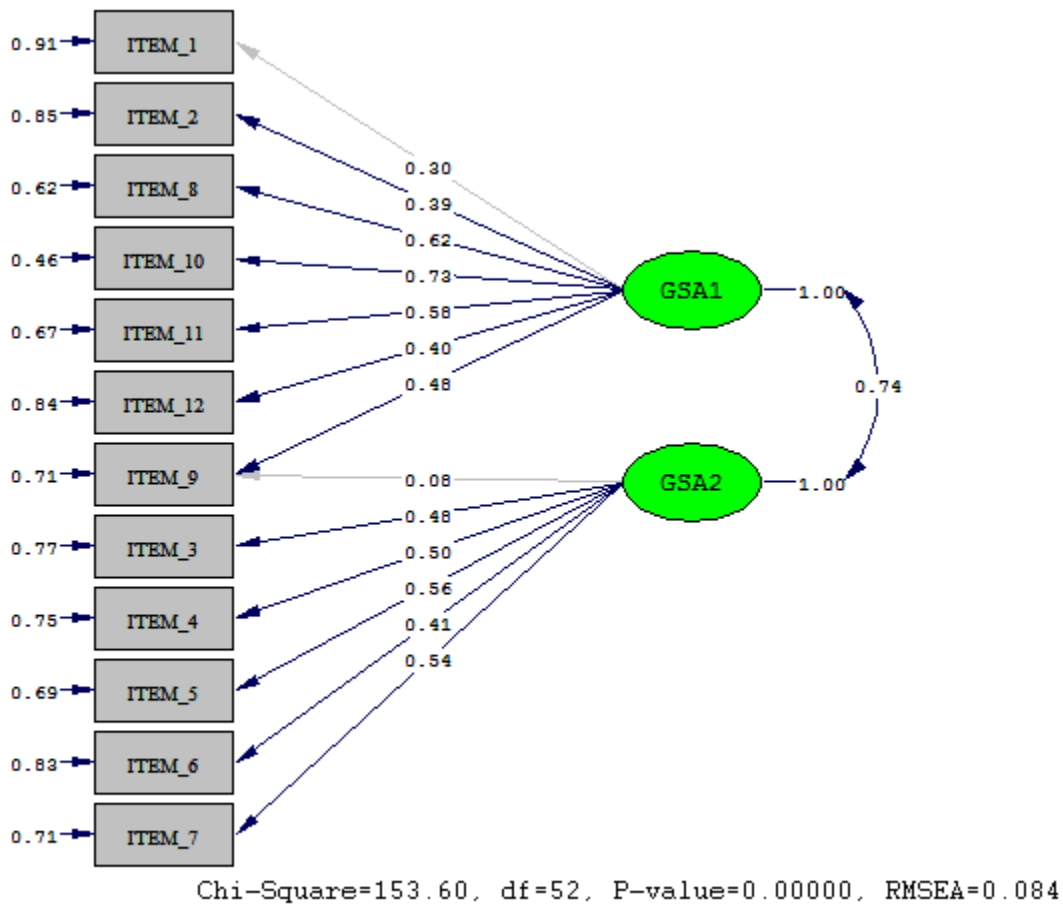 0.91 ITEM_1
0.85 ITEM_2
0.30
0.62 ITEM_8
0.39
0.62
0.46 ITEM_10
0.73
GSA1 1.00
0.58
0.67 ITEM_11
0.40
0.48
0.74
0.84 ITEM_12
0.71 ITEM_9
0.08
GSA2 1.00
0.48
0.77 ITEM_3
0.50
0.56
0.75 ITEM_4
0.41
0.54
0.69 ITEM_5
0.83 ITEM_6
0.71 ITEM_7
Chi-Square=153.60, df=52, P-value=0.00000, RMSEA=0.084